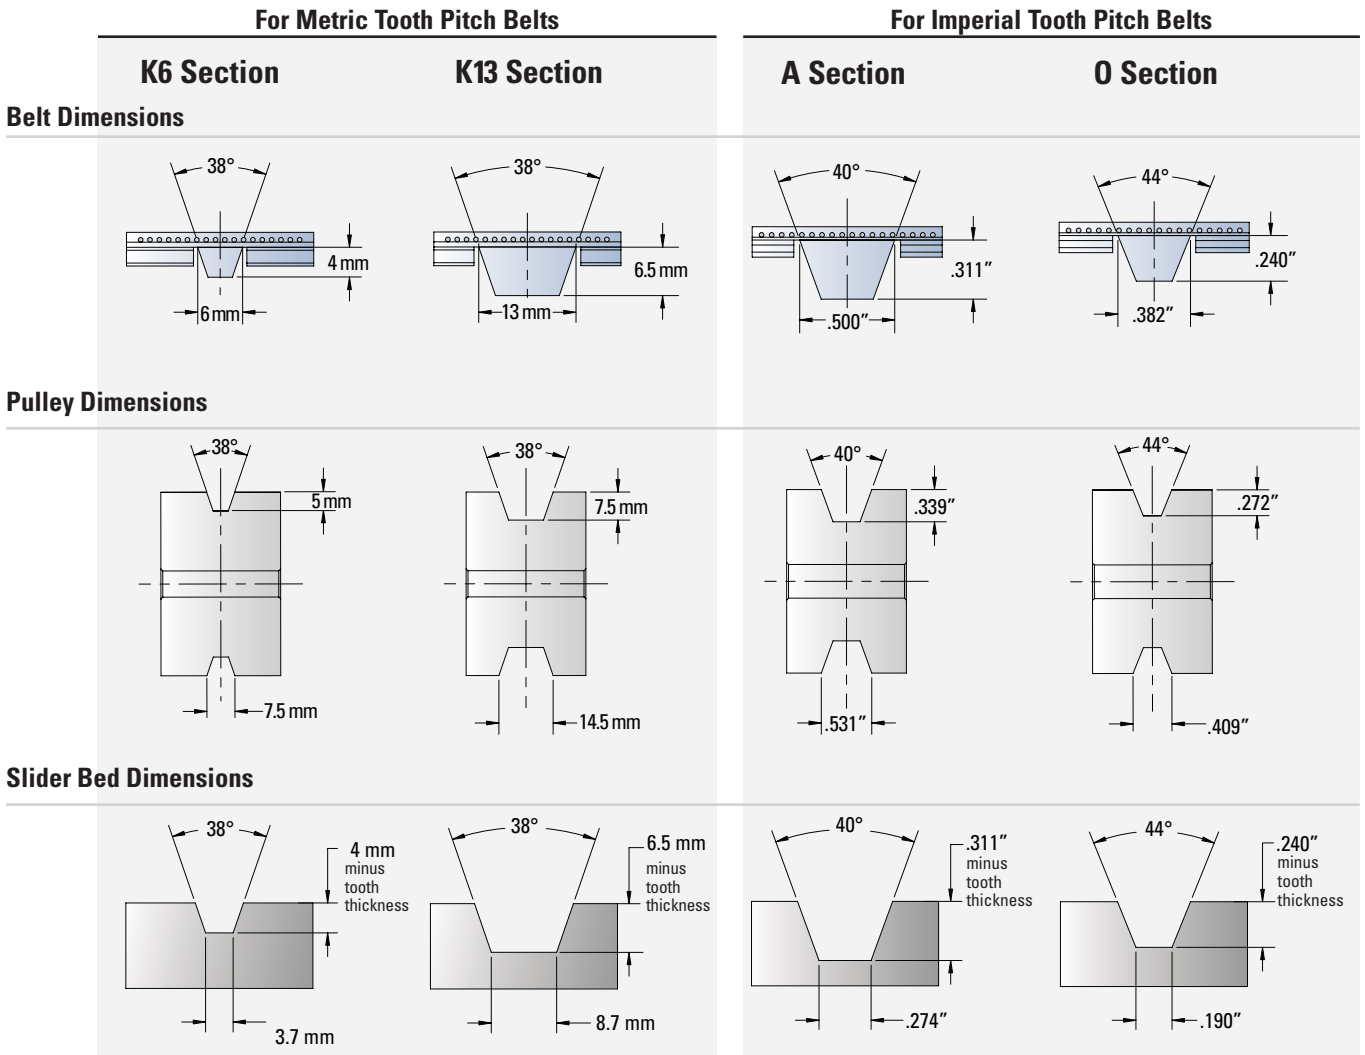 For Metric Tooth Pitch Belts
For Imperial Tooth Pitch Belts
K6 Section
K13 Section
A Section
O Section
Belt Dimensions
38°
38°
40°
44°
4 mm
6.5 mm
.311"
.240"
6 mm
13 mm
.500"
.382"
Pulley Dimensions
38°
38°
40°
44°
5 mm
7.5 mm
.339"
.272"
7.5 mm
14.5 mm
.531"
.409"
Slider Bed Dimensions
38°
38°
40°
44°
4 mm
minus
tooth
thickness
6.5 mm
minus
tooth
thickness
.311"
minus
tooth
thickness
.240"
minus
tooth
thickness
3.7 mm
8.7 mm
.274"
.190"